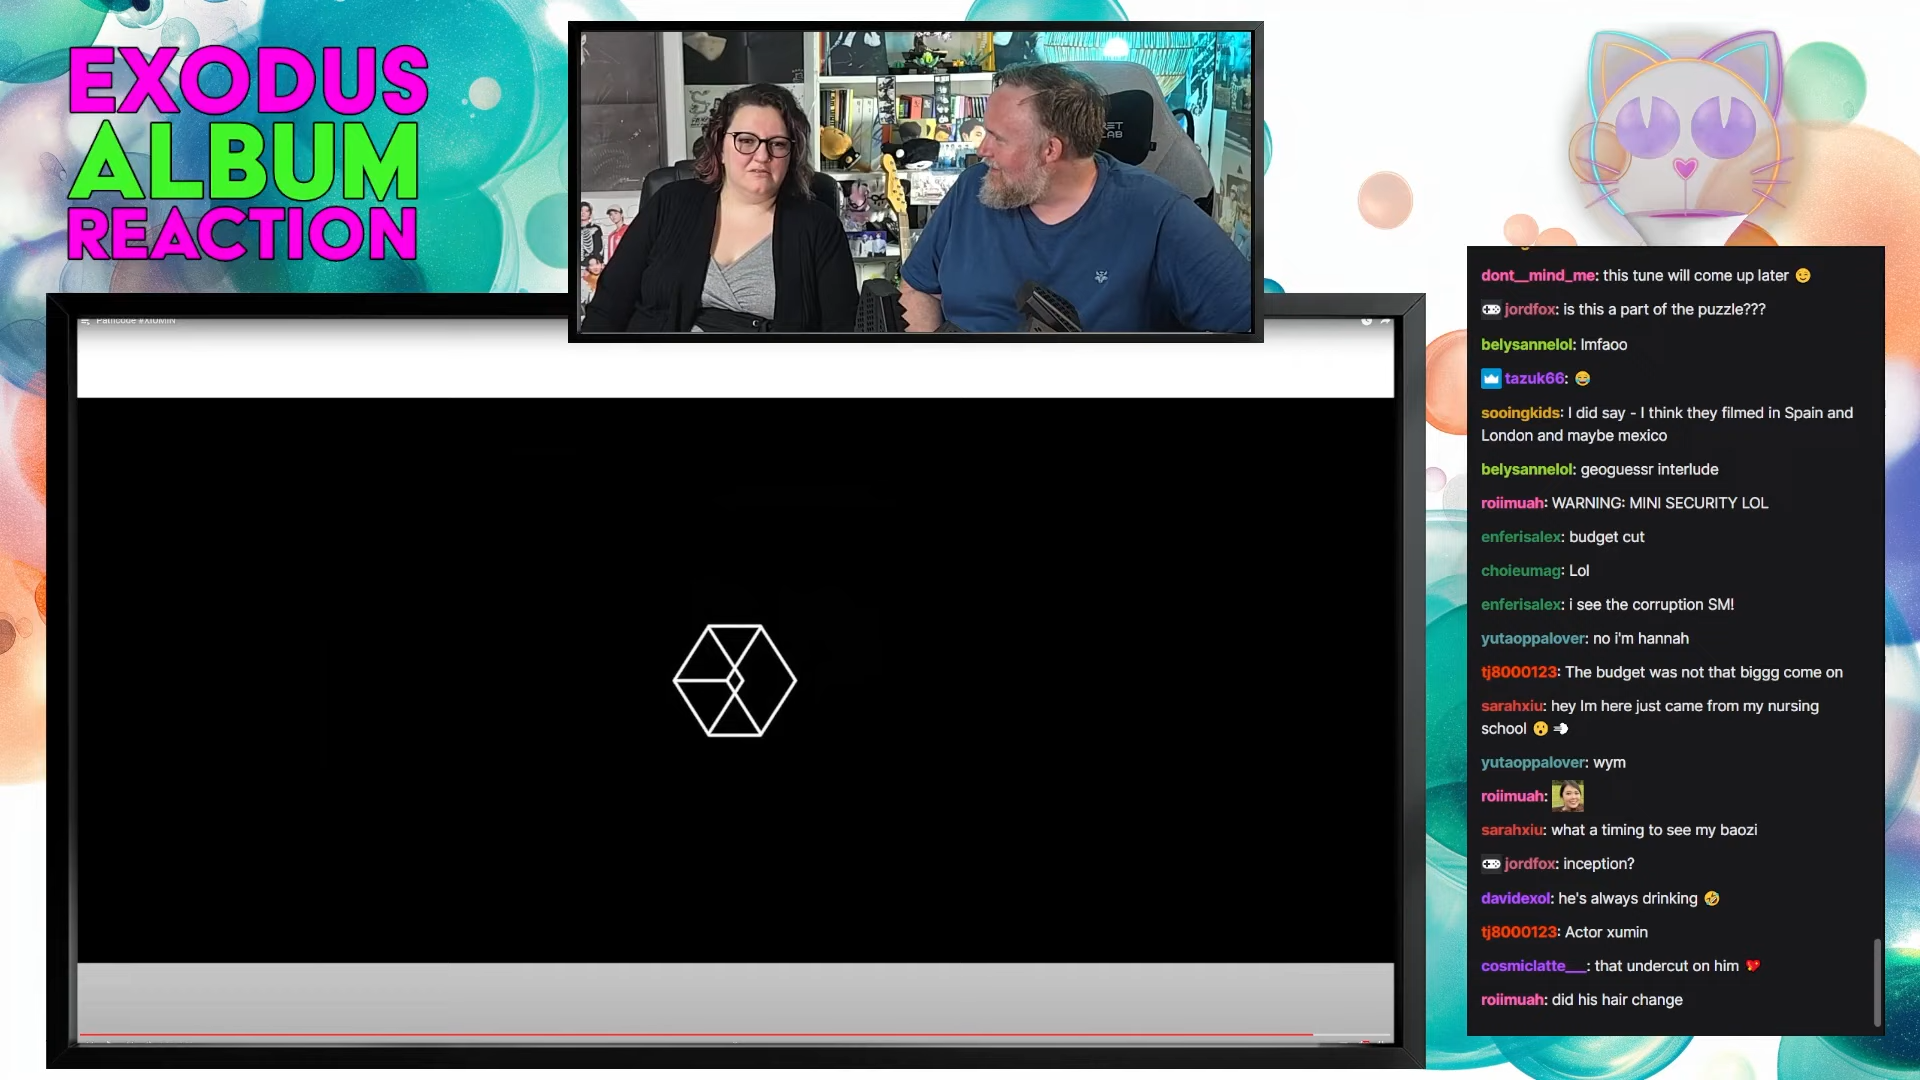 EXODUS
ALBUM
REACTION
Pathcode #XIUMIN
dont__mind_me: this tune will come up later 😉
jordfox: is this a part of the puzzle???
belysannelol: lmfaoo
tazuk66: 😂
sooingkids: I did say - I think they filmed in Spain and
London and maybe mexico
belysannelol: geoguessr interlude
roiimuah: WARNING: MINI SECURITY LOL
enferisalex: budget cut
choieumag: Lol
enferisalex: i see the corruption SM!
yutaoppalover: no i'm hannah
tj8000123: The budget was not that biggg come on
sarahxiu: hey Im here just came from my nursing
school 😮‍💨
yutaoppalover: wym
roiimuah:
sarahxiu: what a timing to see my baozi
jordfox: inception?
davidexol: he's always drinking 🤣
tj8000123: Actor xumin
cosmiclatte__: that undercut on him 💖
roiimuah: did his hair change